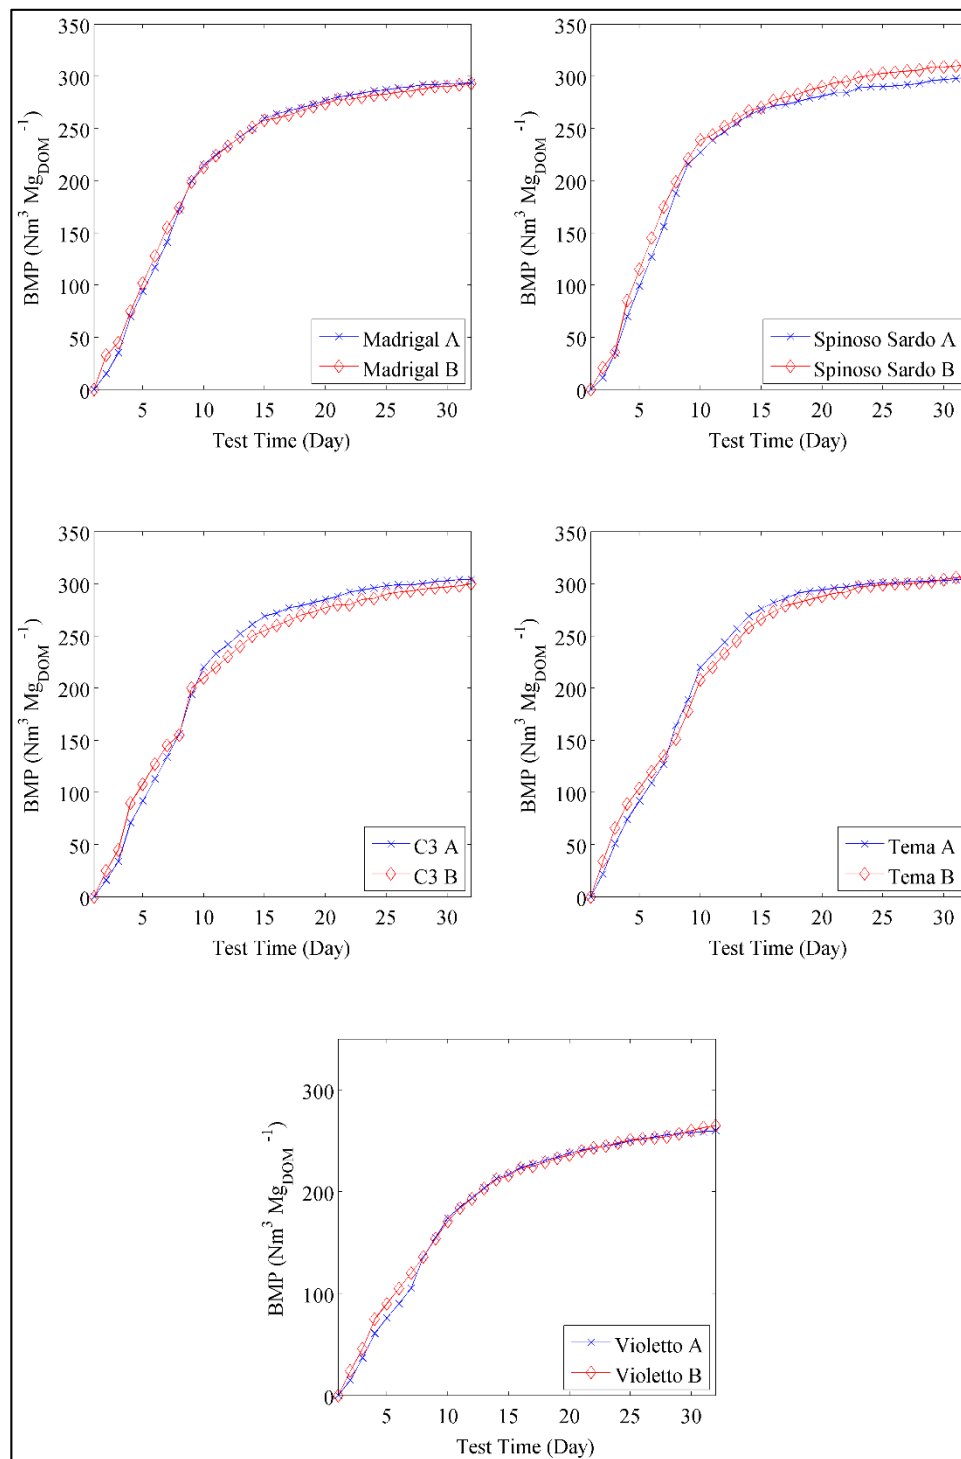 350
300
250
200
150
100
50
0
BMP (Nm³ Mg_DOM⁻¹)
5 10 15 20 25 30
Test Time (Day)
Madrigal A
Madrigal B
350
300
250
200
150
100
50
0
BMP (Nm³ Mg_DOM⁻¹)
5 10 15 20 25 30
Test Time (Day)
Spinoso Sardo A
Spinoso Sardo B
350
300
250
200
150
100
50
0
BMP (Nm³ Mg_DOM⁻¹)
5 10 15 20 25 30
Test Time (Day)
C3 A
C3 B
350
300
250
200
150
100
50
0
BMP (Nm³ Mg_DOM⁻¹)
5 10 15 20 25 30
Test Time (Day)
Tema A
Tema B
300
200
100
0
BMP (Nm³ Mg_DOM⁻¹)
5 10 15 20 25 30
Test Time (Day)
Violetto A
Violetto B